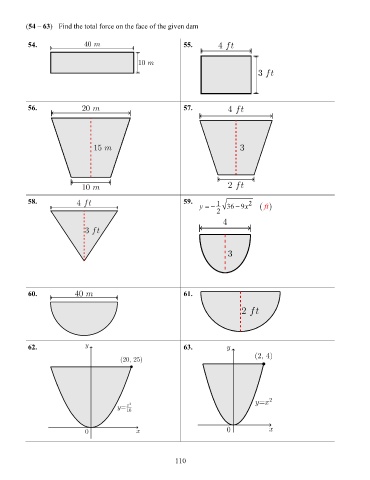 (54 – 63) Find the total force on the face of the given dam
54.
40 m
10 m
55.
4 ft
3 ft
56.
20 m
15 m
10 m
57.
4 ft
3
2 ft
58.
4 ft
3 ft
59.
y = – 1/2 √36 – 9x² (ft)
4
3
60.
40 m
61.
2 ft
62.
y
(20, 25)
0
x
63.
y
(2, 4)
y=x²
0
x
110